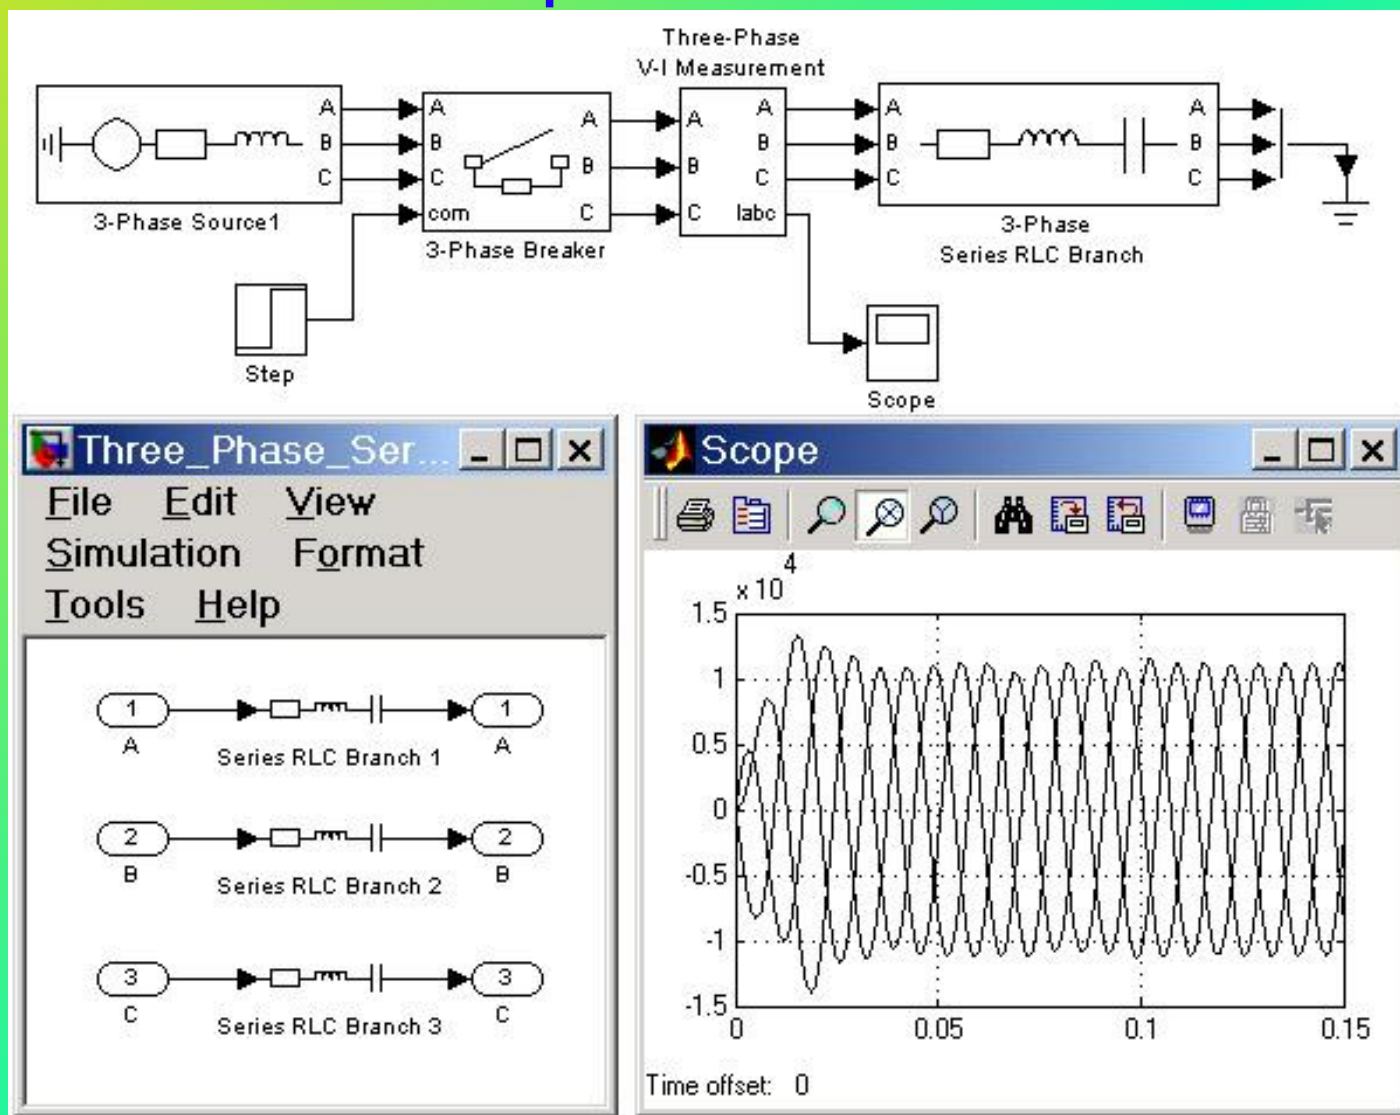 Three-Phase
V-I Measurement
A
B
C
3-Phase Source1
A
B
C
com
A
B
C
3-Phase Breaker
A
B
C
A
B
C
Iabc
A
B
C
A
B
C
3-Phase
Series RLC Branch
Step
Scope
Three_Phase_Ser...
File Edit View
Simulation Format
Tools Help
1
A
Series RLC Branch 1
1
A
2
B
Series RLC Branch 2
2
B
3
C
Series RLC Branch 3
3
C
Scope
x 10 4
1.5
1
0.5
0
-0.5
-1
-1.5
0 0.05 0.1 0.15
Time offset: 0